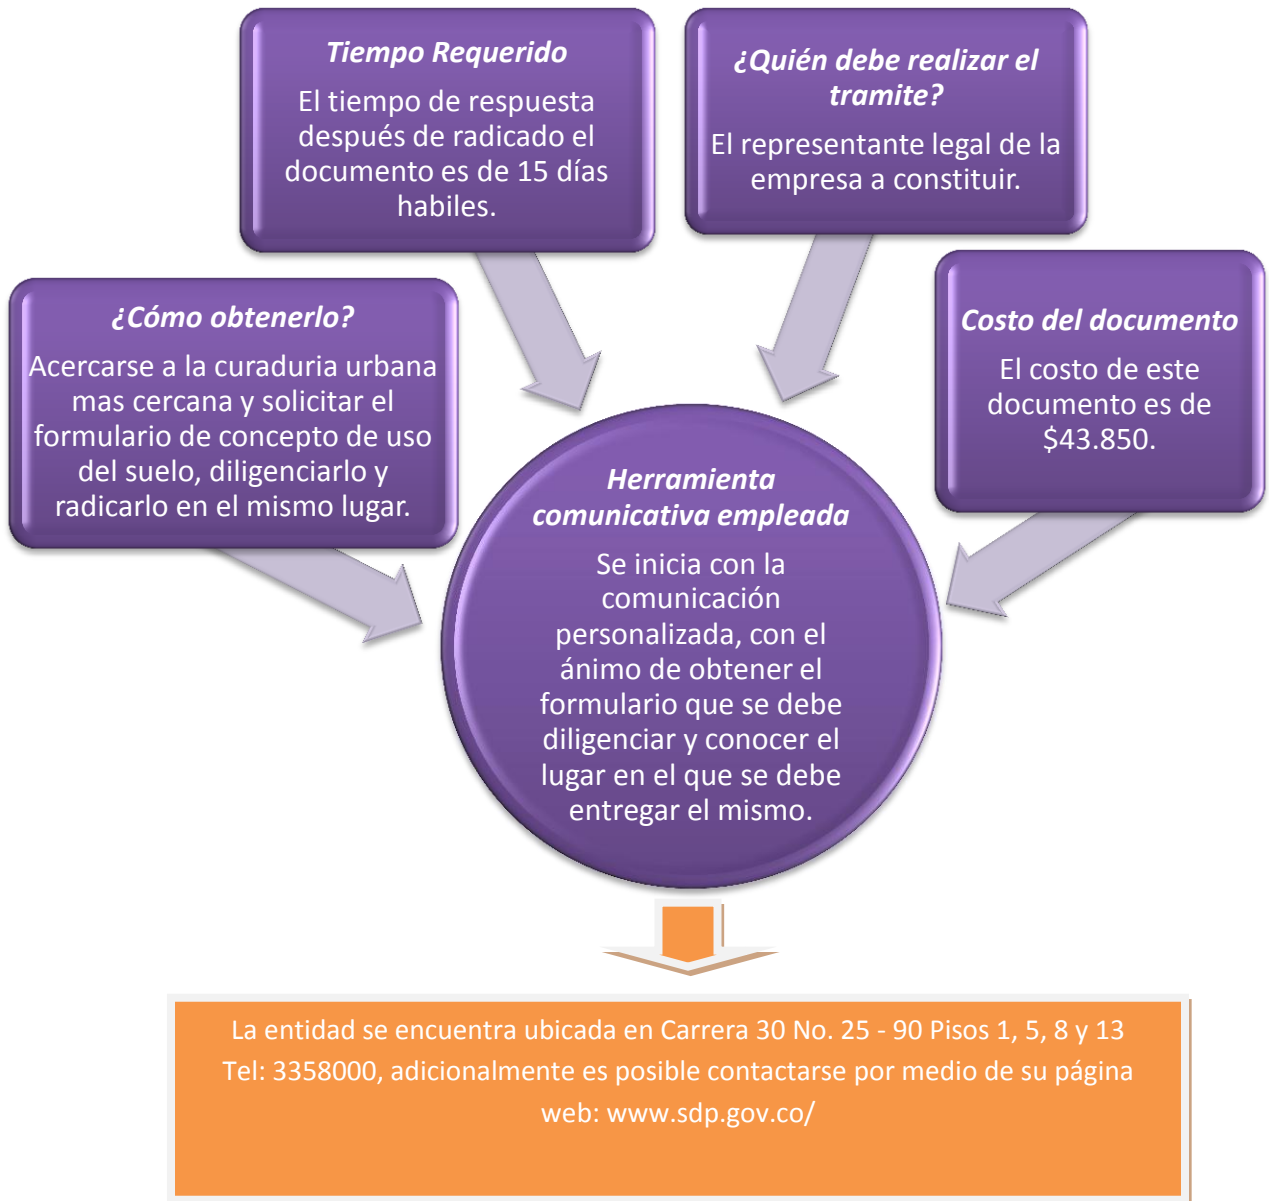 Tiempo Requerido
El tiempo de respuesta
después de radicado el
documento es de 15 días
habiles.
¿Quién debe realizar el
tramite?
El representante legal de la
empresa a constituir.
¿Cómo obtenerlo?
Acercarse a la curaduria urbana
mas cercana y solicitar el
formulario de concepto de uso
del suelo, diligenciarlo y
radicarlo en el mismo lugar.
Costo del documento
El costo de este
documento es de
$43.850.
Herramienta
comunicativa empleada
Se inicia con la
comunicación
personalizada, con el
ánimo de obtener el
formulario que se debe
diligenciar y conocer el
lugar en el que se debe
entregar el mismo.
La entidad se encuentra ubicada en Carrera 30 No. 25 - 90 Pisos 1, 5, 8 y 13
Tel: 3358000, adicionalmente es posible contactarse por medio de su página
web: www.sdp.gov.co/